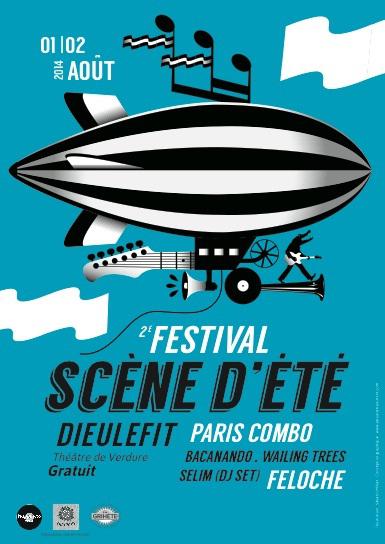 01|02
2014 AOÛT
2E FESTIVAL
SCÈNE D'ÉTÉ
DIEULEFIT PARIS COMBO
Théâtre de Verdure BACANANDO . WAILING TREES
Gratuit SELIM (DJ SET) FELOCHE